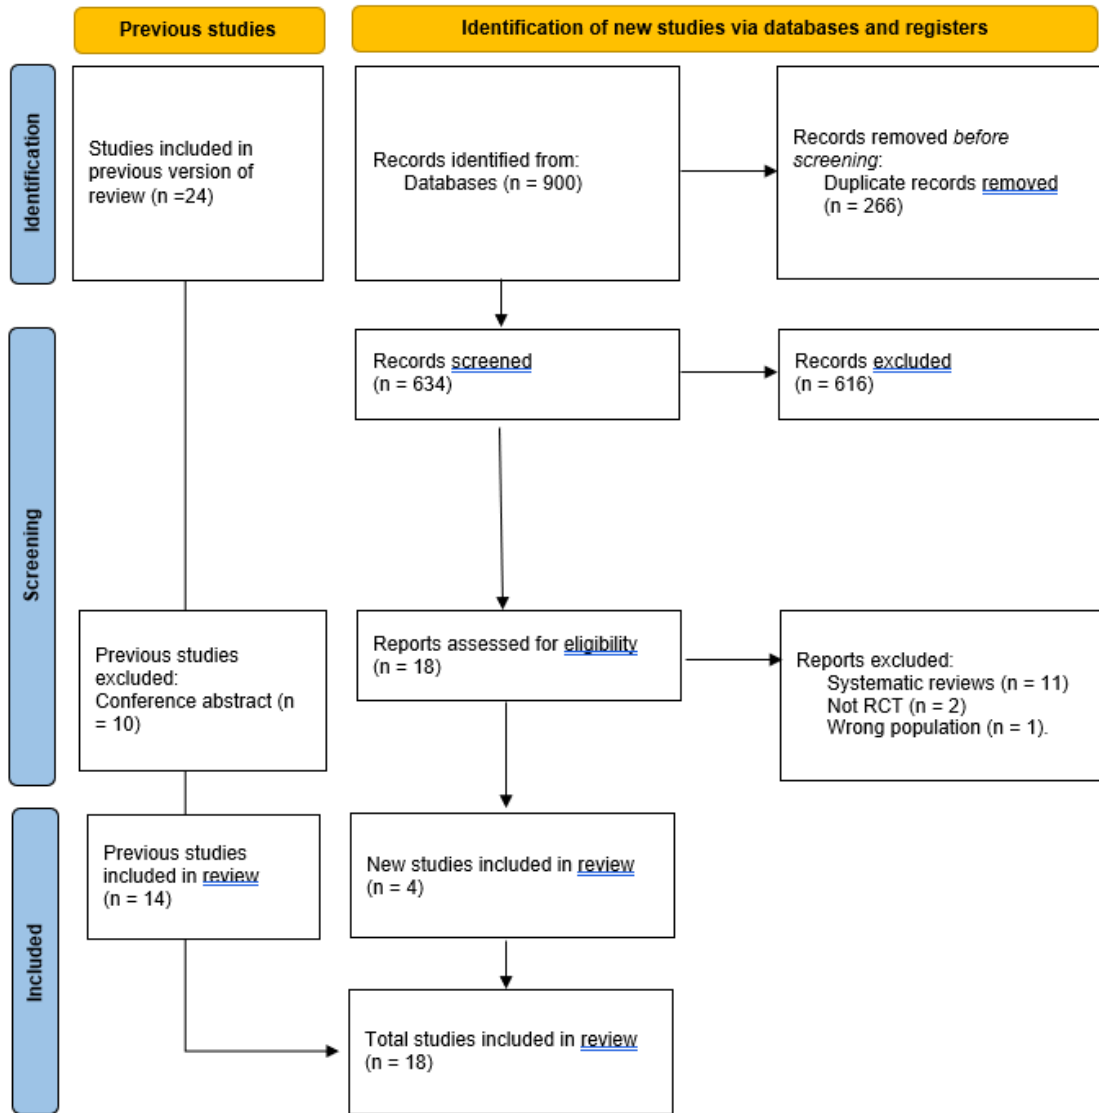 Previous studies
Identification of new studies via databases and registers
Identification
Studies included in
previous version of
review (n =24)
Records identified from:
Databases (n = 900)
Records removed before
screening:
Duplicate records removed
(n = 266)
Screening
Records screened
(n = 634)
Records excluded
(n = 616)
Previous studies
excluded:
Conference abstract (n
= 10)
Reports assessed for eligibility
(n = 18)
Reports excluded:
Systematic reviews (n = 11)
Not RCT (n = 2)
Wrong population (n = 1).
Included
Previous studies
included in review
(n = 14)
New studies included in review
(n = 4)
Total studies included in review
(n = 18)